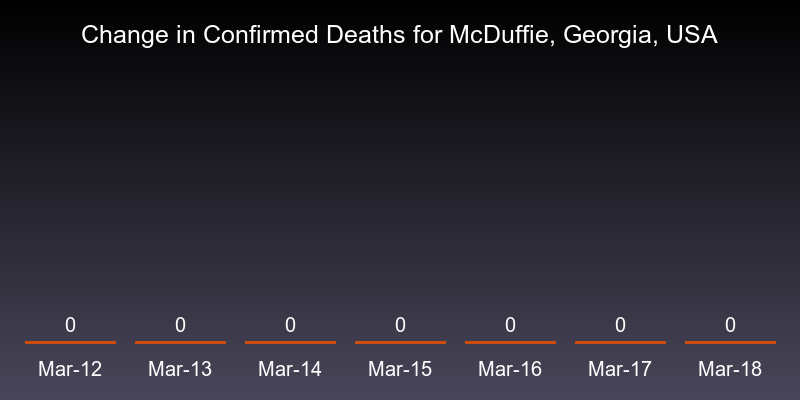 Change in Confirmed Deaths for McDuffie, Georgia, USA
0 0 0 0 0 0 0
Mar-12 Mar-13 Mar-14 Mar-15 Mar-16 Mar-17 Mar-18